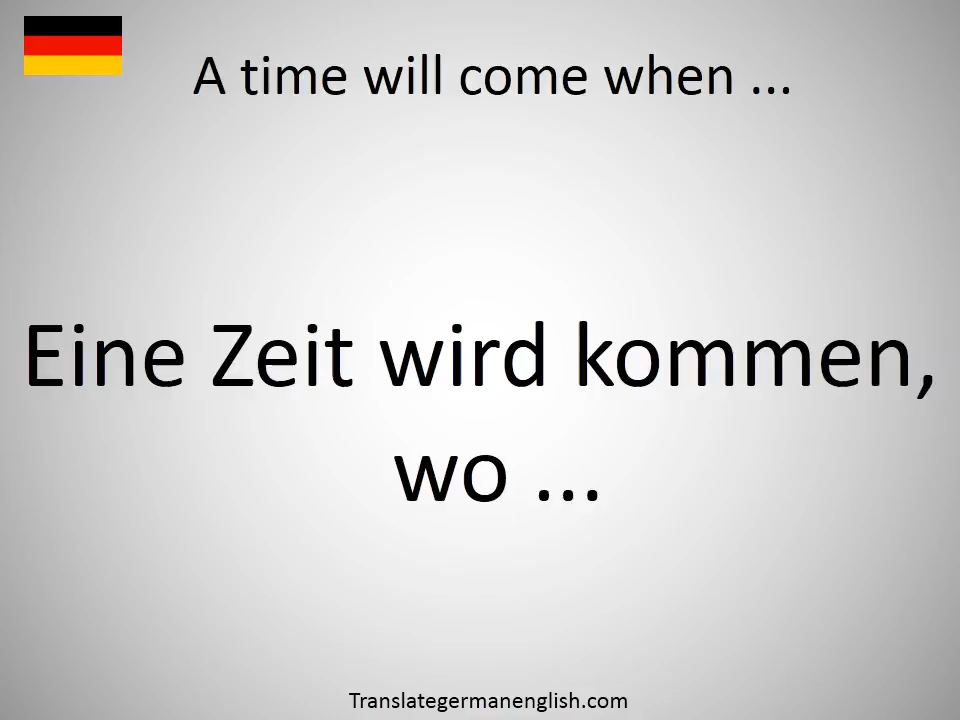 A time will come when ...
Eine Zeit wird kommen,
wo ...
Translategermanenglish.com